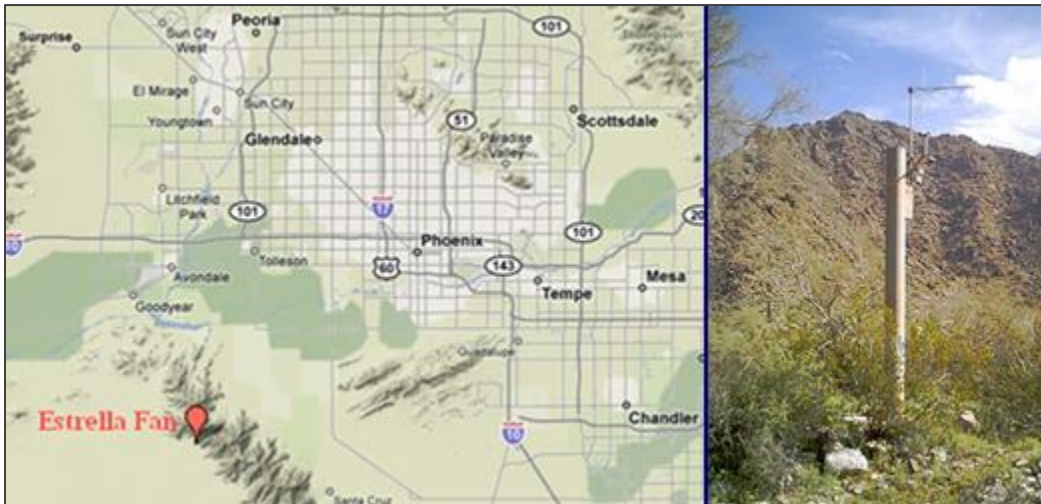 Peoria
101
Surprise
Sun City
West
El Mirage
Sun City
Youngtown
51
Scottsdale
Glendale
Paradise
Valley
Litchfield
Park
101
17
10
Phoenix
101
Tolleson
60
143
Mesa
Avondale
Tempe
Goodyear
Guadalupe
Estrella Fan
Chandler
10
Santa Cruz